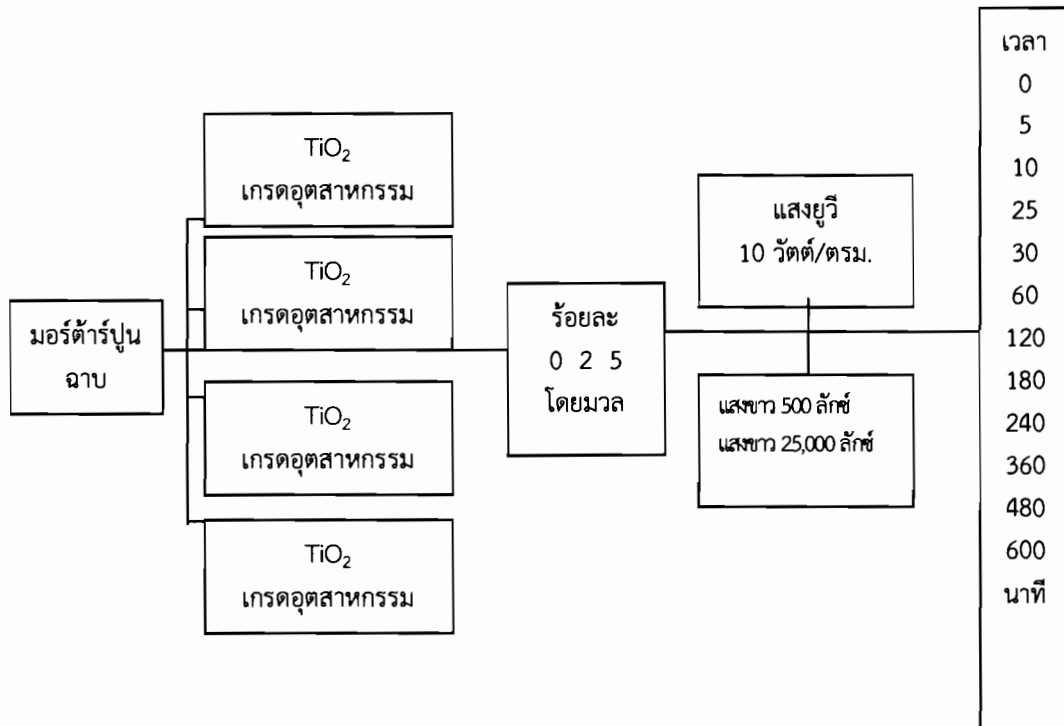 มอร์ต้าร์ปูน
ฉาบ
TiO₂
เกรดอุตสาหกรรม
TiO₂
เกรดอุตสาหกรรม
TiO₂
เกรดอุตสาหกรรม
TiO₂
เกรดอุตสาหกรรม
ร้อยละ
0 2 5
โดยมวล
แสงยูวี
10 วัตต์/ตรม.
แสงขาว 500 ลักซ์
แสงขาว 25,000 ลักซ์
เวลา
0
5
10
25
30
60
120
180
240
360
480
600
นาที